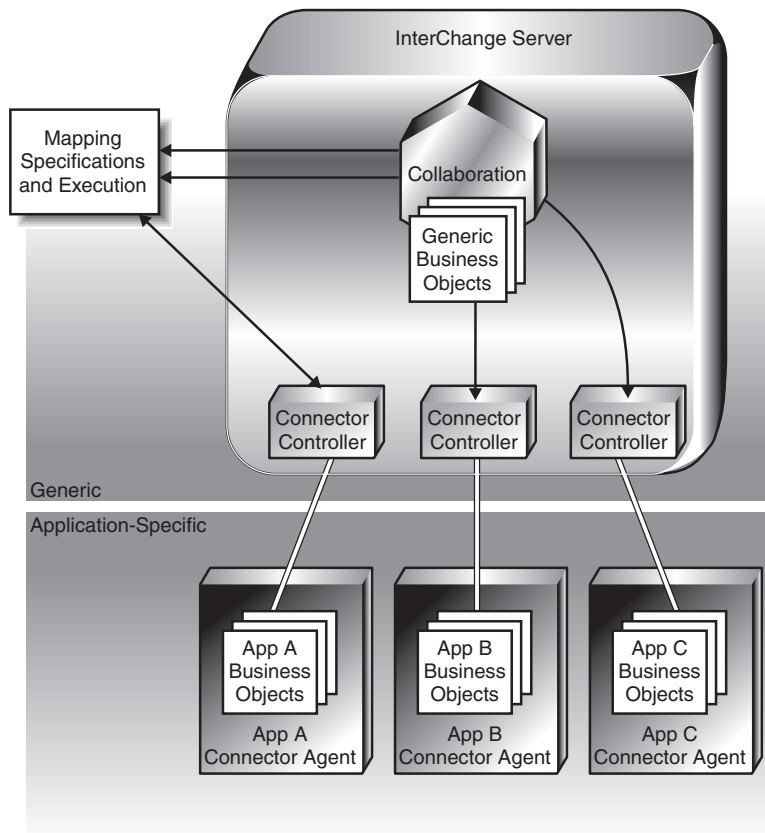 InterChange Server
Mapping
Specifications
and Execution
Collaboration
Generic
Business
Objects
Connector
Controller
Connector
Controller
Connector
Controller
Generic
Application-Specific
App A
Business
Objects
App A
Connector Agent
App B
Business
Objects
App B
Connector Agent
App C
Business
Objects
App C
Connector Agent